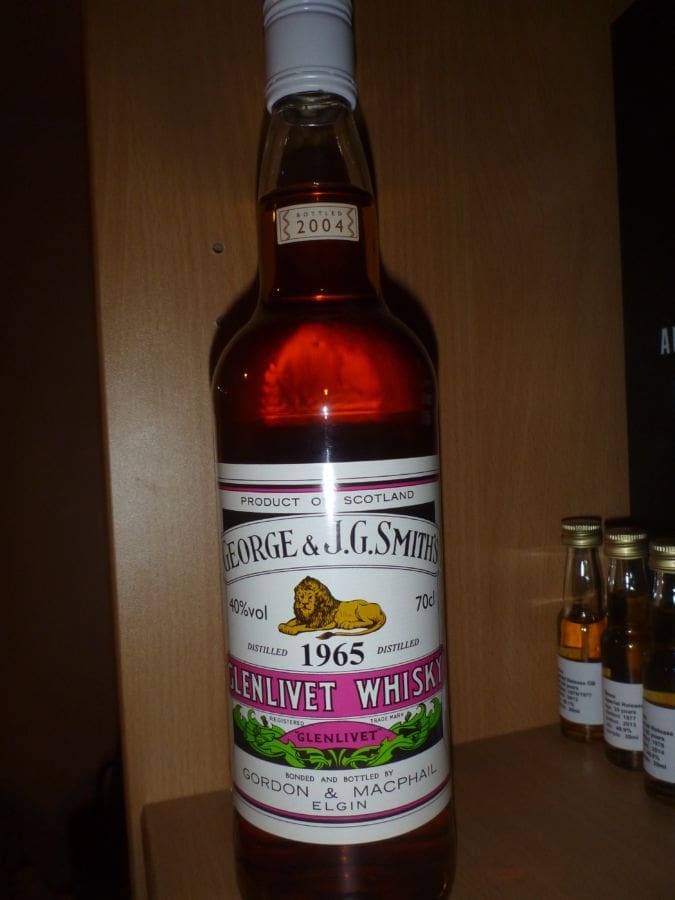 BOTTLED
2004
PRODUCT OF SCOTLAND
GEORGE & J.G.SMITH'S
40%vol
70cl
DISTILLED 1965 DISTILLED
GLENLIVET WHISKY
REGISTERED TRADE MARK
"GLENLIVET"
BONDED AND BOTTLED BY
GORDON & MACPHAIL
ELGIN